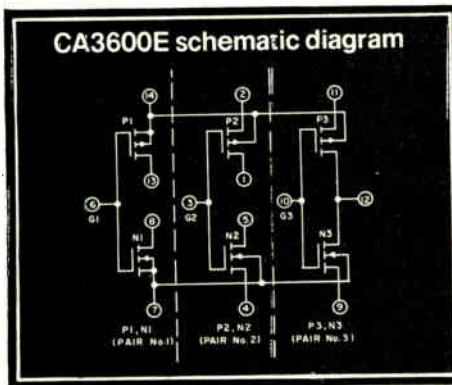 CA3600E schematic diagram
14 2 11
P1 P2 P3
13 1
6 3 10 12
G1 G2 G3
8 5
N1 N2 N3
7 4 9
P1, N1 P2, N2 P3, N3
(PAIR No.1) (PAIR No. 2) (PAIR No. 3)